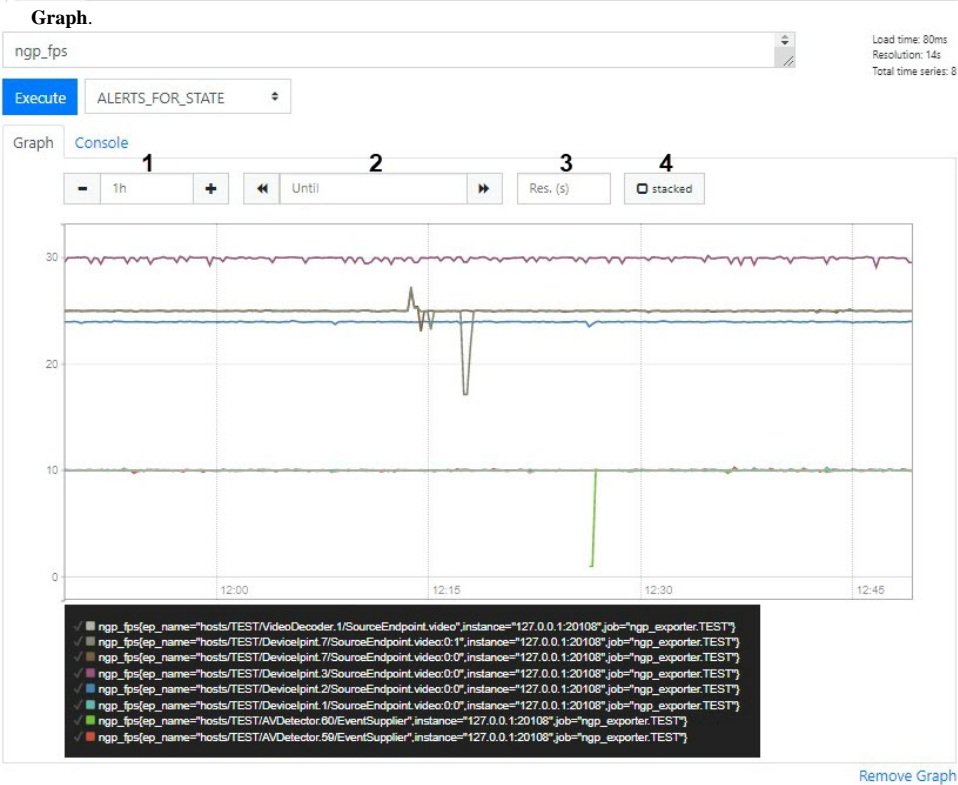 Graph.
ngp_fps
Load time: 80ms
Resolution: 14s
Total time series: 8
Execute
ALERTS_FOR_STATE
Graph
Console
1 2 3 4
- 1h + Until Res. (s) stacked
30
20
10
0
12:00 12:15 12:30 12:45
ngp_fps{ep_name="hosts/TEST/VideoDecoder.1/SourceEndpoint.video",instance="127.0.0.1:20108",job="ngp_exporter.TEST"}
ngp_fps{ep_name="hosts/TEST/DeviceIpint.7/SourceEndpoint.video:0:1",instance="127.0.0.1:20108",job="ngp_exporter.TEST"}
ngp_fps{ep_name="hosts/TEST/DeviceIpint.7/SourceEndpoint.video:0:0",instance="127.0.0.1:20108",job="ngp_exporter.TEST"}
ngp_fps{ep_name="hosts/TEST/DeviceIpint.3/SourceEndpoint.video:0:0",instance="127.0.0.1:20108",job="ngp_exporter.TEST"}
ngp_fps{ep_name="hosts/TEST/DeviceIpint.2/SourceEndpoint.video:0:0",instance="127.0.0.1:20108",job="ngp_exporter.TEST"}
ngp_fps{ep_name="hosts/TEST/DeviceIpint.1/SourceEndpoint.video:0:0",instance="127.0.0.1:20108",job="ngp_exporter.TEST"}
ngp_fps{ep_name="hosts/TEST/AVDetector.60/EventSupplier",instance="127.0.0.1:20108",job="ngp_exporter.TEST"}
ngp_fps{ep_name="hosts/TEST/AVDetector.59/EventSupplier",instance="127.0.0.1:20108",job="ngp_exporter.TEST"}
Remove Graph